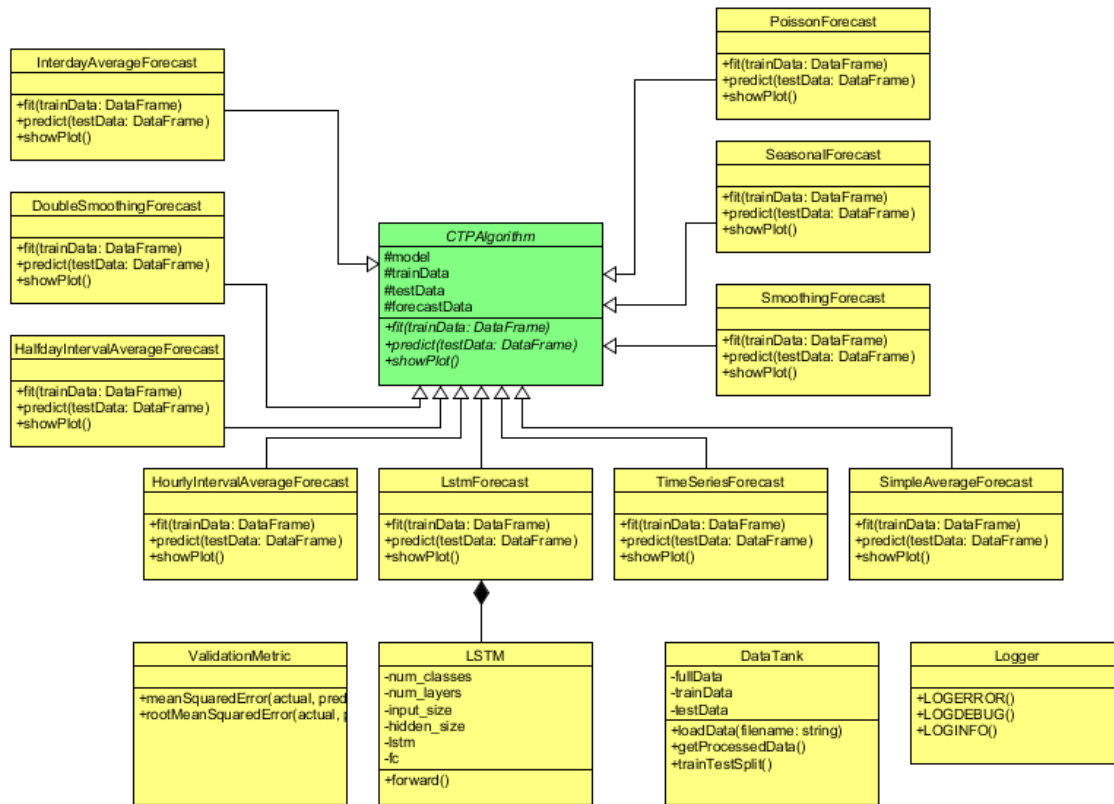 PoissonForecast
+fit(trainData: DataFrame)
+predict(testData: DataFrame)
+showPlot()
InterdayAverageForecast
+fit(trainData: DataFrame)
+predict(testData: DataFrame)
+showPlot()
SeasonalForecast
+fit(trainData: DataFrame)
+predict(testData: DataFrame)
+showPlot()
DoubleSmoothingForecast
+fit(trainData: DataFrame)
+predict(testData: DataFrame)
+showPlot()
CTPAlgorithm
#model
#trainData
#testData
#forecastData
+fit(trainData: DataFrame)
+predict(testData: DataFrame)
+showPlot()
SmoothingForecast
+fit(trainData: DataFrame)
+predict(testData: DataFrame)
+showPlot()
HalfdayIntervalAverageForecast
+fit(trainData: DataFrame)
+predict(testData: DataFrame)
+showPlot()
HourlyIntervalAverageForecast
+fit(trainData: DataFrame)
+predict(testData: DataFrame)
+showPlot()
LstmForecast
+fit(trainData: DataFrame)
+predict(testData: DataFrame)
+showPlot()
TimeSeriesForecast
+fit(trainData: DataFrame)
+predict(testData: DataFrame)
+showPlot()
SimpleAverageForecast
+fit(trainData: DataFrame)
+predict(testData: DataFrame)
+showPlot()
ValidationMetric
+meanSquaredError(actual, pred
+rootMeanSquaredError(actual, p
LSTM
-num_classes
-num_layers
-input_size
-hidden_size
-lstm
-fc
+forward()
DataTank
-fullData
-trainData
-testData
+loadData(filename: string)
+getProcessedData()
+trainTestSplit()
Logger
+LOGERROR()
+LOGDEBUG()
+LOGINFO()